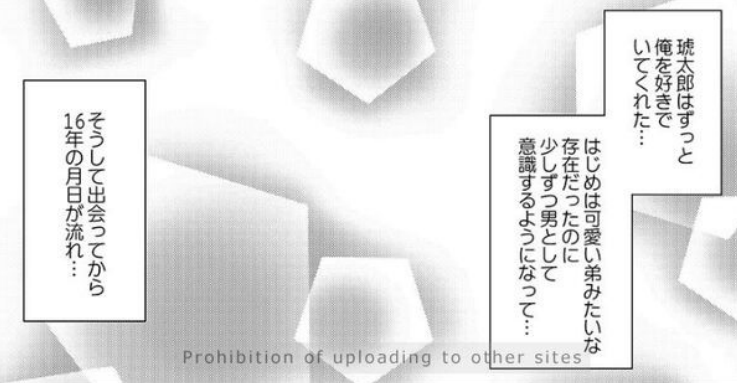 琥太郎はずっと
俺を好きで
いてくれた…
はじめは可愛い弟みたいな
存在だったのに
少しずつ男として
意識するようになって…
そうして出会ってから
16年の月日が流れ…
Prohibition of uploading to other sites